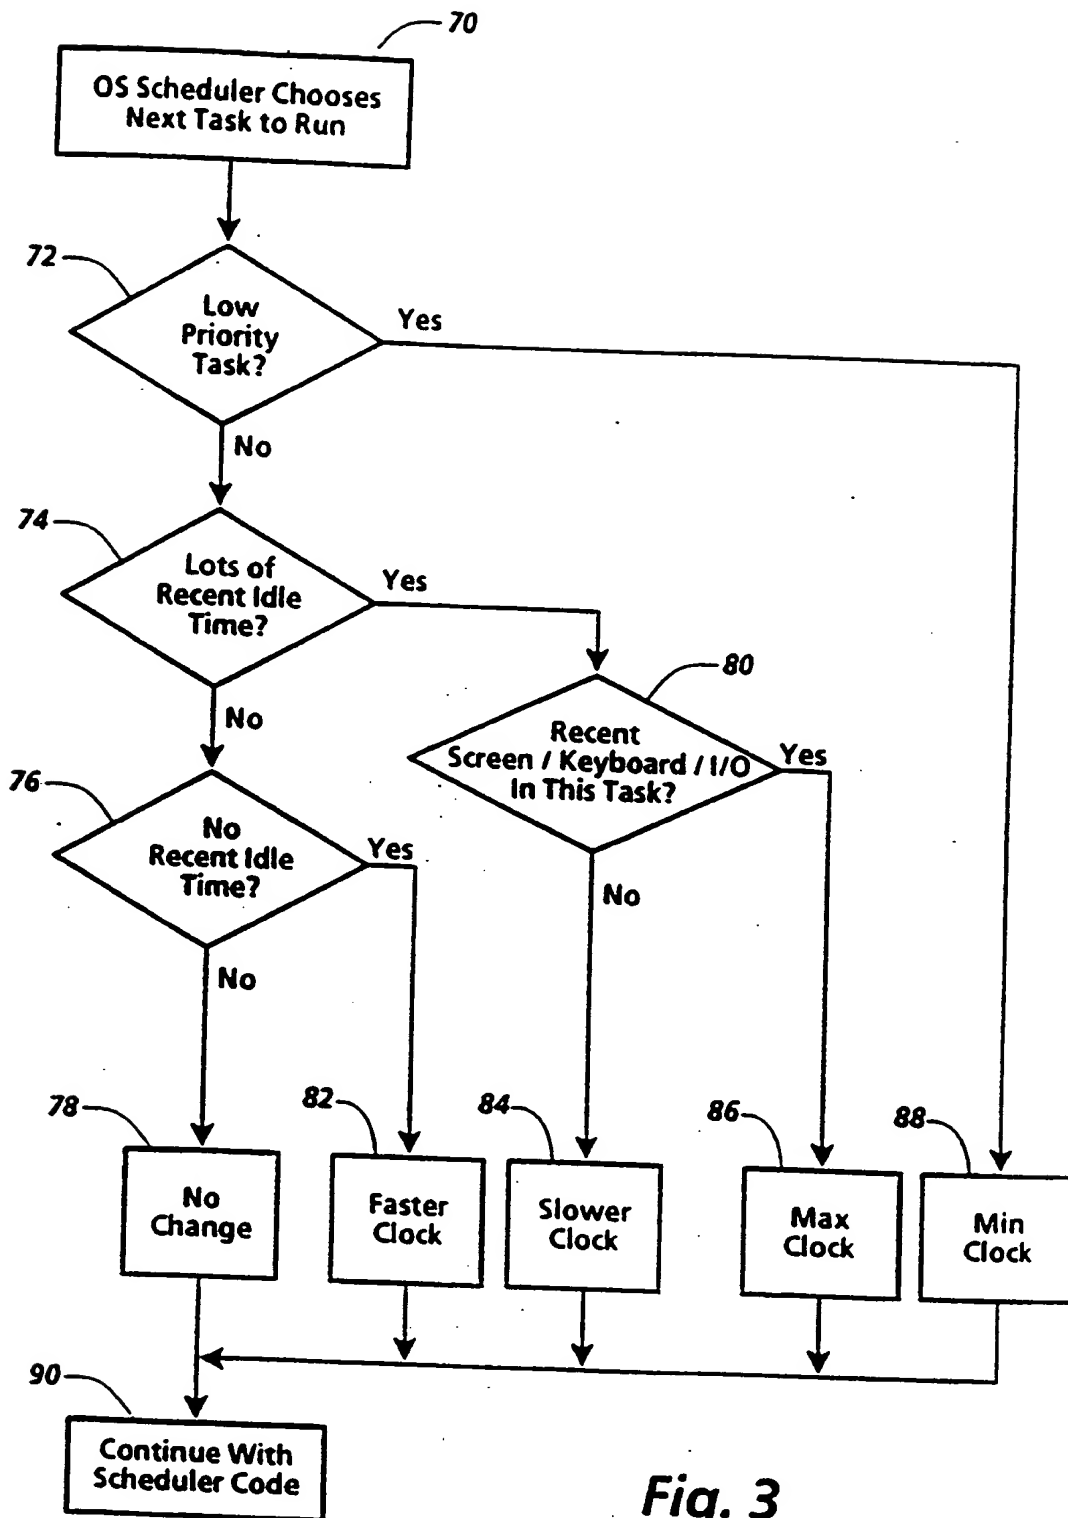 70
OS Scheduler Chooses
Next Task to Run
72
Low
Priority
Task?
Yes
No
74
Lots of
Recent Idle
Time?
Yes
No
80
Recent
Screen / Keyboard / I/O
In This Task?
Yes
No
76
No
Recent Idle
Time?
Yes
No
78
No
Change
82
Faster
Clock
84
Slower
Clock
86
Max
Clock
88
Min
Clock
90
Continue With
Scheduler Code
Fig. 3